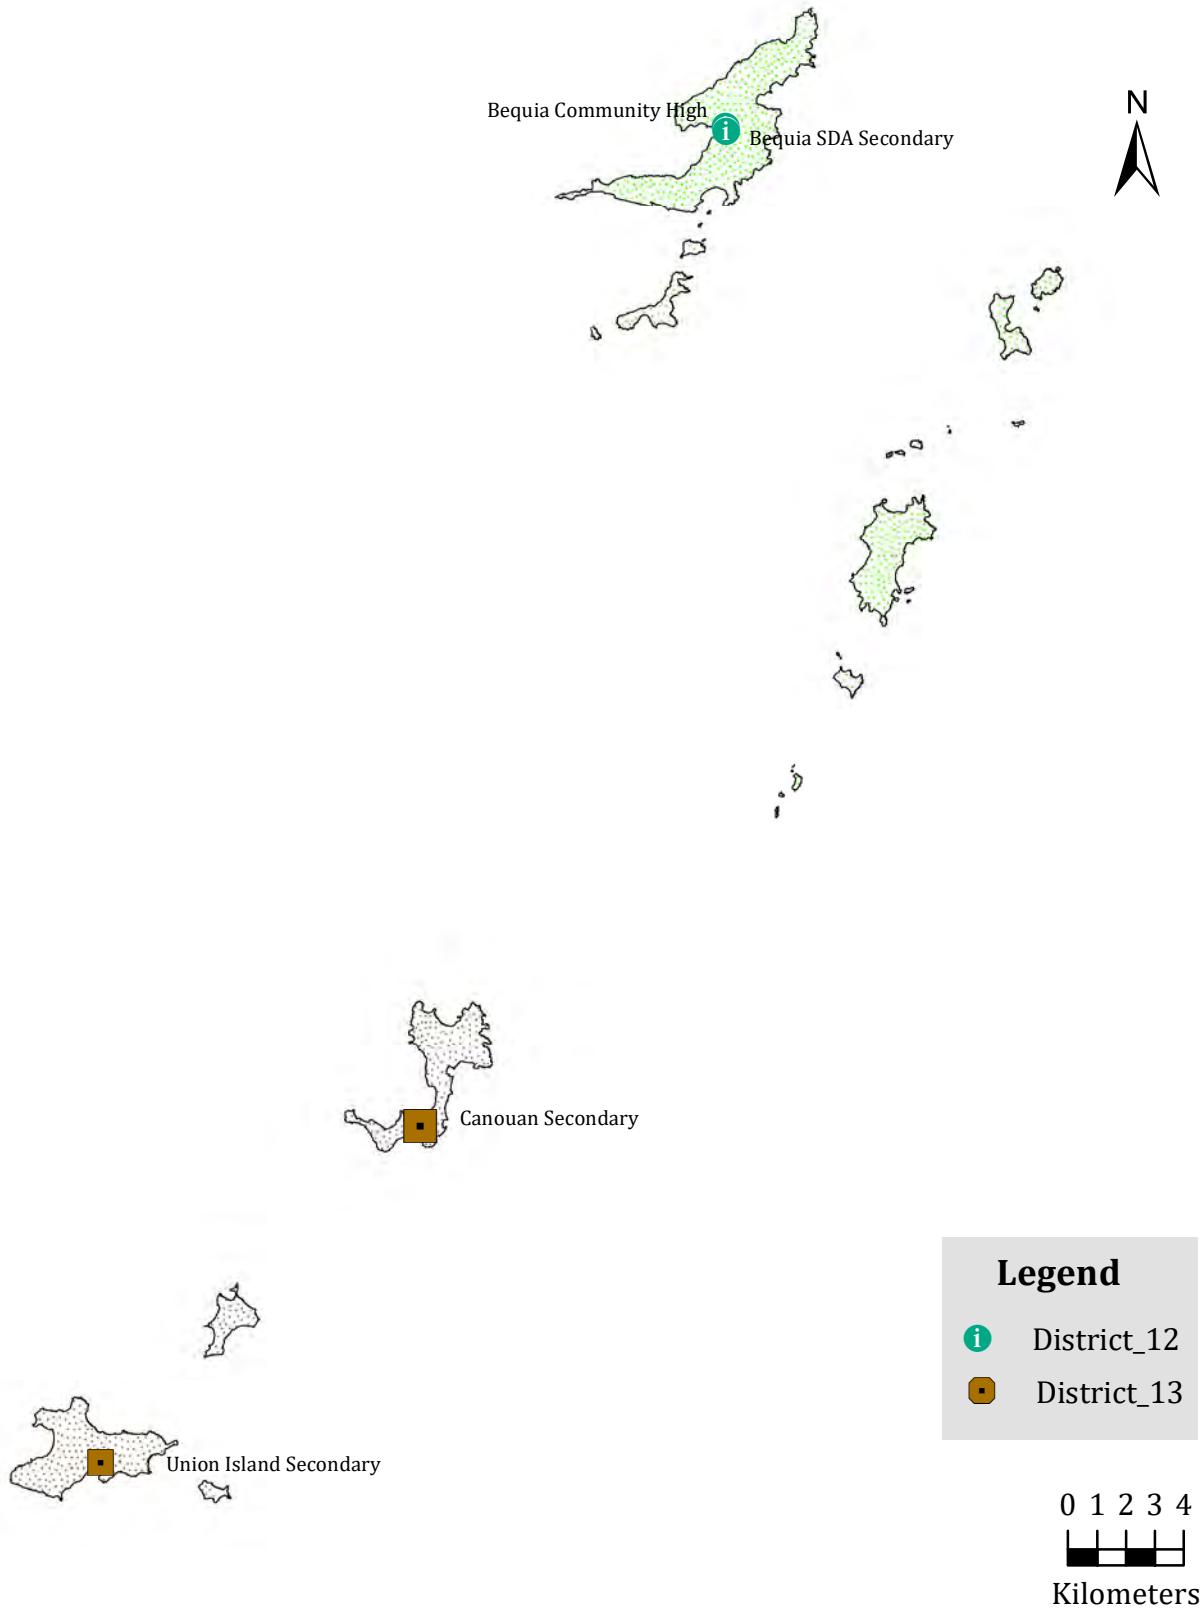 Bequia Community High
i
Bequia SDA Secondary
N
Canouan Secondary
Union Island Secondary
Legend
i District_12
District_13
0 1 2 3 4
Kilometers